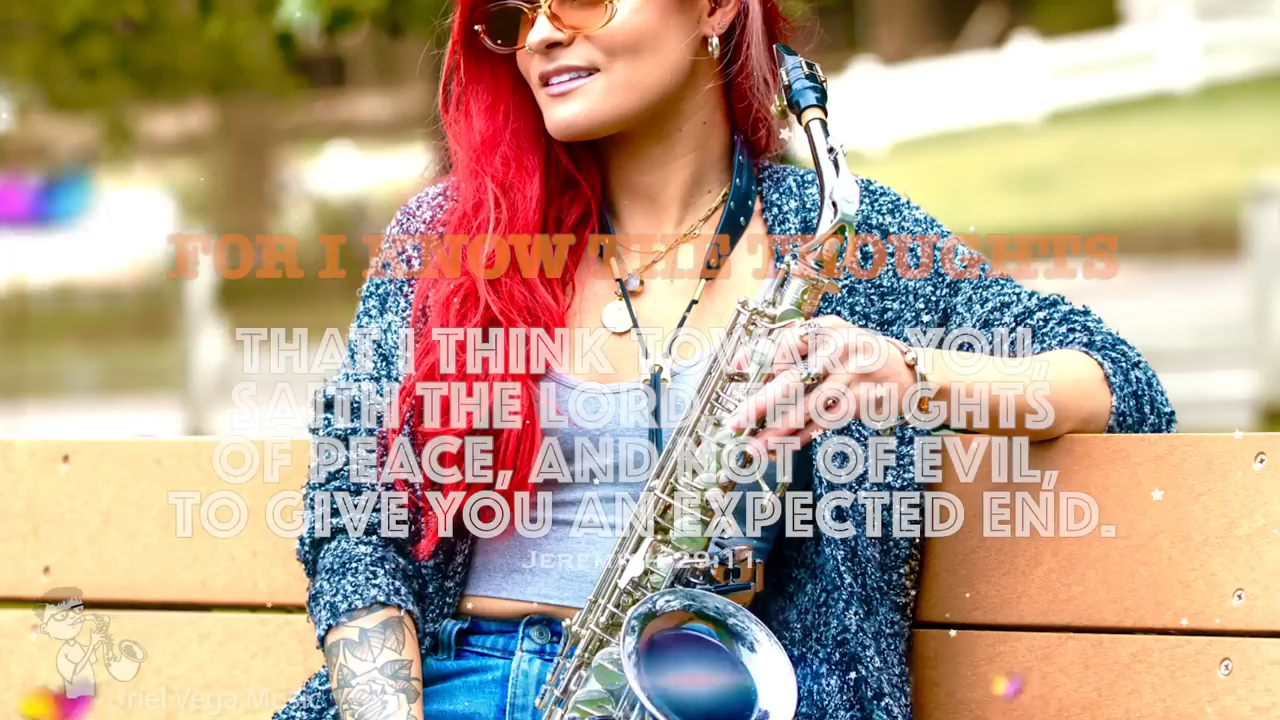 FOR I KNOW THE THOUGHTS
THAT I THINK TOWARD YOU,
SAITH THE LORD, THOUGHTS
OF PEACE, AND NOT OF EVIL,
TO GIVE YOU AN EXPECTED END.
JEREMIAH 29:11
Uriel Vega Music